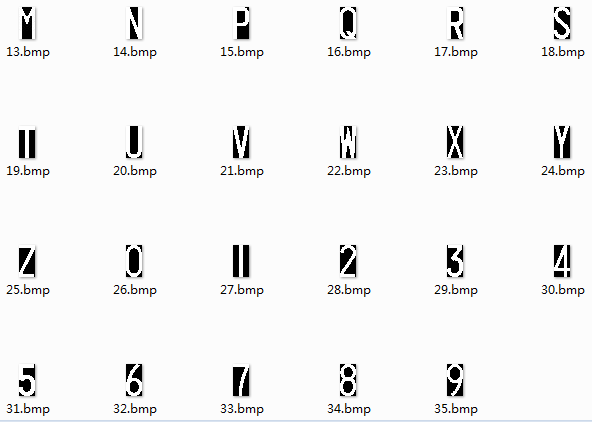 M N P Q R S
13.bmp 14.bmp 15.bmp 16.bmp 17.bmp 18.bmp
T U V W X Y
19.bmp 20.bmp 21.bmp 22.bmp 23.bmp 24.bmp
Z 0 1 2 3 4
25.bmp 26.bmp 27.bmp 28.bmp 29.bmp 30.bmp
5 6 7 8 9
31.bmp 32.bmp 33.bmp 34.bmp 35.bmp